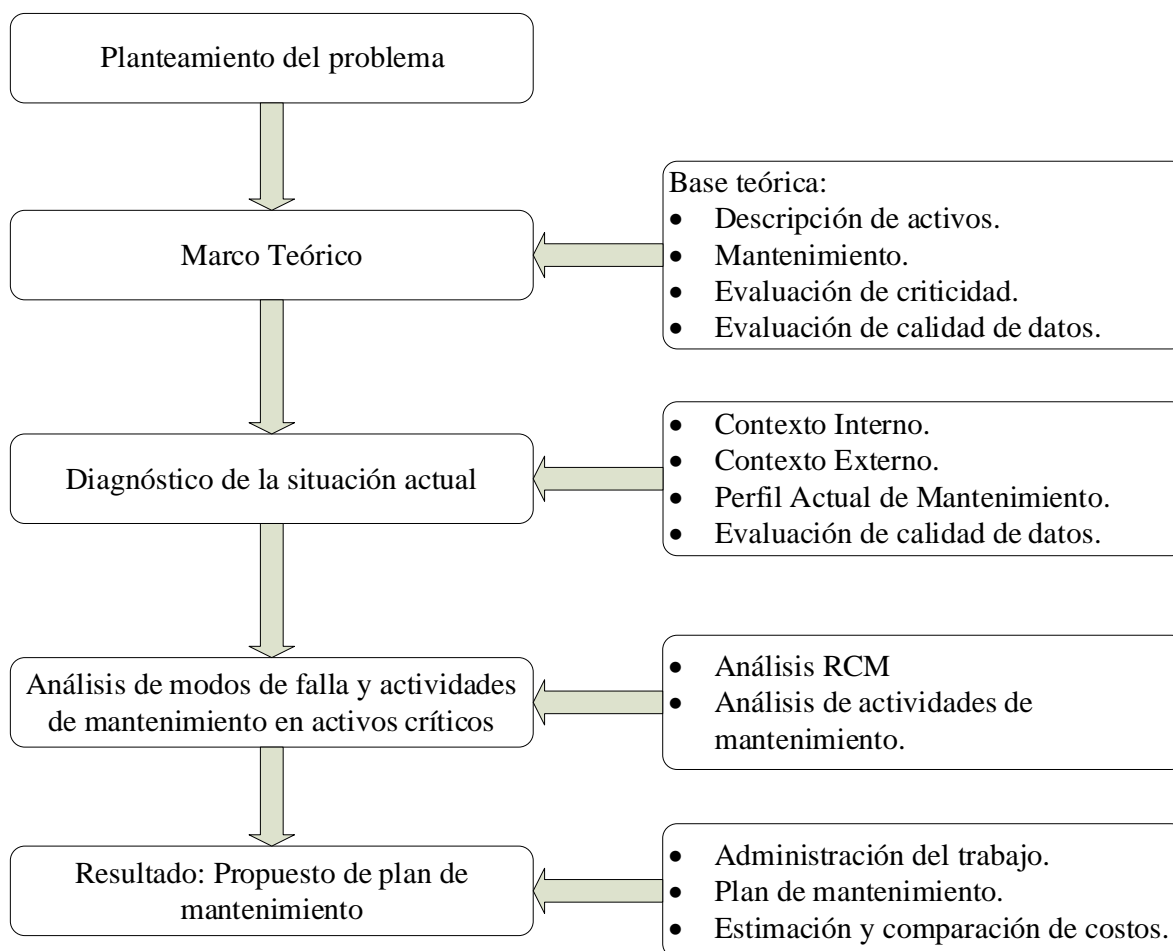 Planteamiento del problema
Marco Teórico
Base teórica:
• Descripción de activos.
• Mantenimiento.
• Evaluación de criticidad.
• Evaluación de calidad de datos.
Diagnóstico de la situación actual
• Contexto Interno.
• Contexto Externo.
• Perfil Actual de Mantenimiento.
• Evaluación de calidad de datos.
Análisis de modos de falla y actividades
de mantenimiento en activos críticos
• Análisis RCM
• Análisis de actividades de
mantenimiento.
Resultado: Propuesto de plan de
mantenimiento
• Administración del trabajo.
• Plan de mantenimiento.
• Estimación y comparación de costos.